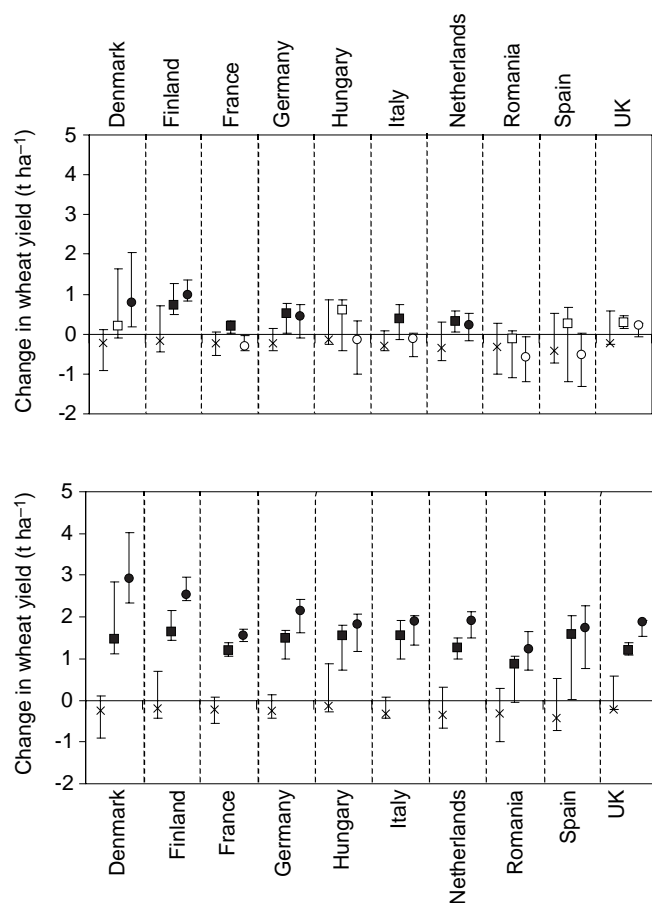 Denmark
Finland
France
Germany
Hungary
Italy
Netherlands
Romania
Spain
UK
Change in wheat yield (t ha⁻¹)
5
4
3
2
1
0
-1
-2
Change in wheat yield (t ha⁻¹)
5
4
3
2
1
0
-1
-2
Denmark
Finland
France
Germany
Hungary
Italy
Netherlands
Romania
Spain
UK